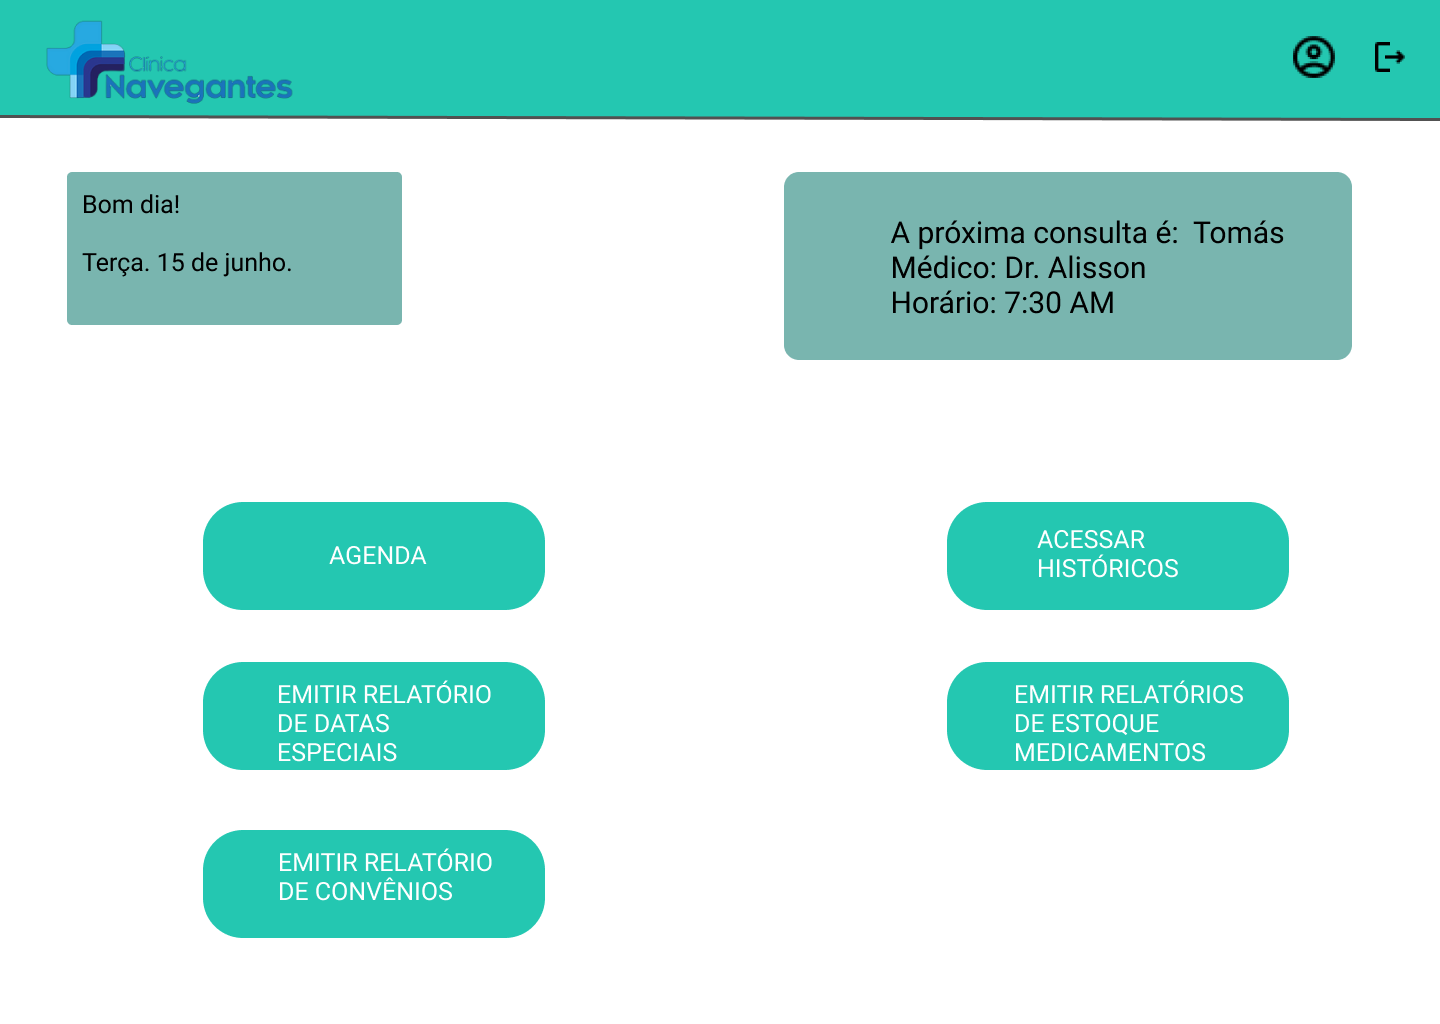 Clínica
Navegantes
Bom dia!
Terça. 15 de junho.
A próxima consulta é:  Tomás
Médico: Dr. Alisson
Horário: 7:30 AM
AGENDA
ACESSAR
HISTÓRICOS
EMITIR RELATÓRIO
DE DATAS
ESPECIAIS
EMITIR RELATÓRIOS
DE ESTOQUE
MEDICAMENTOS
EMITIR RELATÓRIO
DE CONVÊNIOS